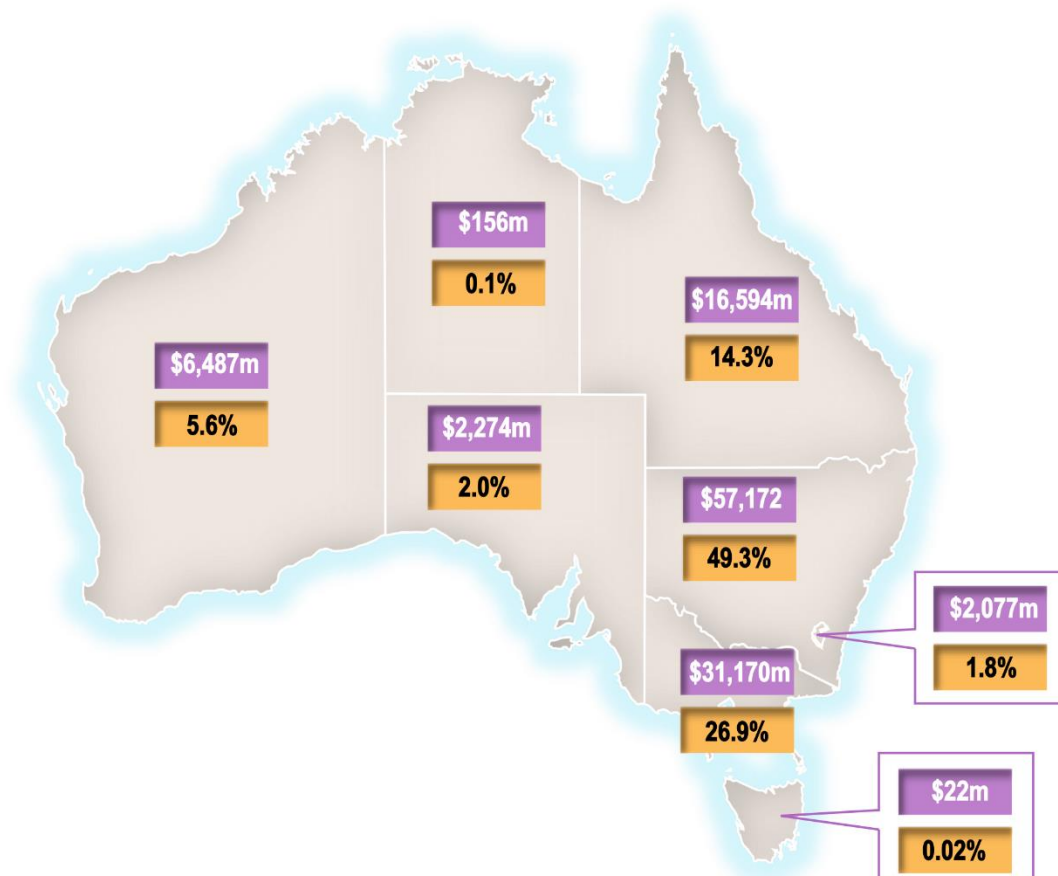 $156m
0.1%
$16,594m
14.3%
$6,487m
5.6%
$2,274m
2.0%
$57,172
49.3%
$2,077m
1.8%
$31,170m
26.9%
$22m
0.02%